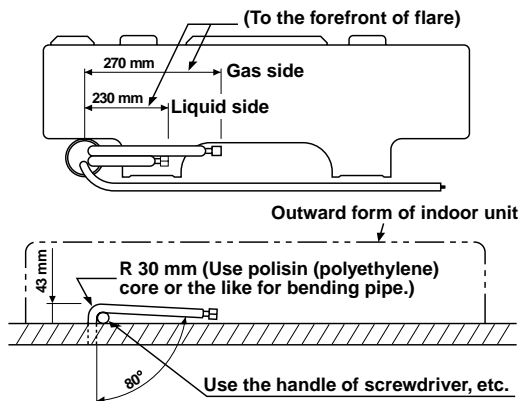 (To the forefront of flare)
270 mm
Gas side
230 mm
Liquid side
Outward form of indoor unit
43 mm
R 30 mm (Use polisin (polyethylene)
core or the like for bending pipe.)
80°
Use the handle of screwdriver, etc.